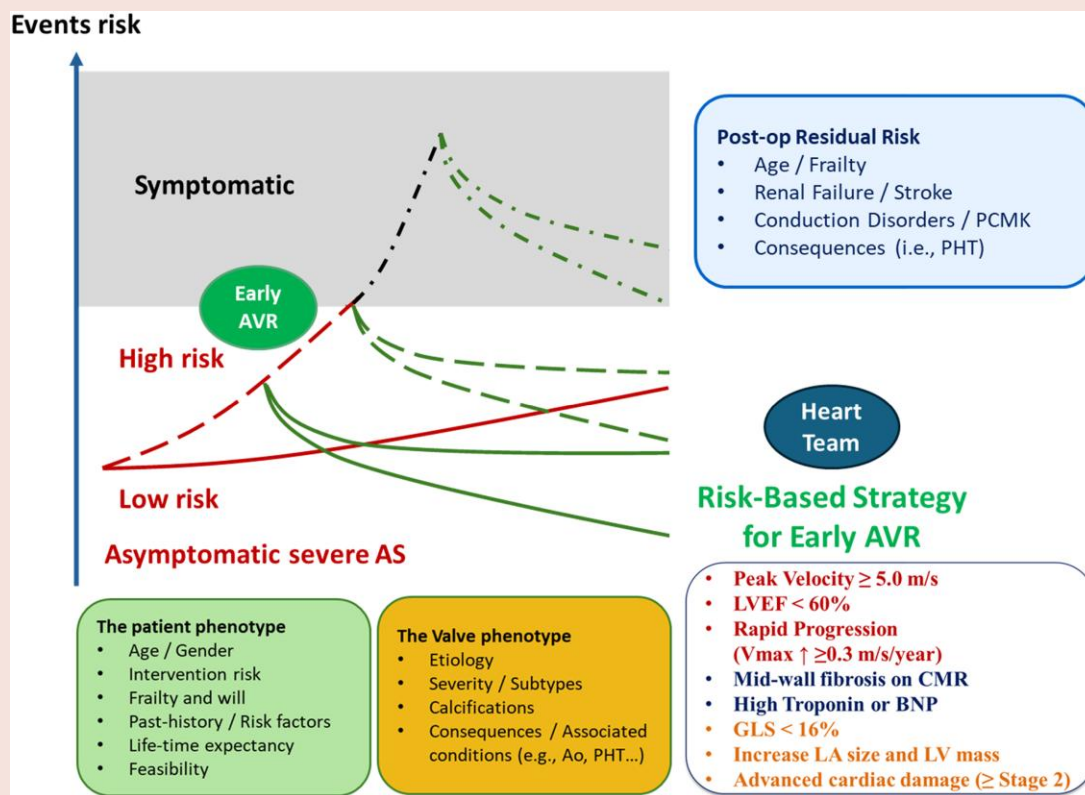 Events risk
Symptomatic
Early
AVR
High risk
Low risk
Asymptomatic severe AS
Post-op Residual Risk
• Age / Frailty
• Renal Failure / Stroke
• Conduction Disorders / PCMK
• Consequences (i.e., PHT)
Heart
Team
Risk-Based Strategy
for Early AVR
• Peak Velocity ≥ 5.0 m/s
• LVEF < 60%
• Rapid Progression
(Vmax ↑ ≥0.3 m/s/year)
• Mid-wall fibrosis on CMR
• High Troponin or BNP
• GLS < 16%
• Increase LA size and LV mass
• Advanced cardiac damage (≥ Stage 2)
The patient phenotype
• Age / Gender
• Intervention risk
• Frailty and will
• Past-history / Risk factors
• Life-time expectancy
• Feasibility
The Valve phenotype
• Etiology
• Severity / Subtypes
• Calcifications
• Consequences / Associated
conditions (e.g., Ao, PHT...)